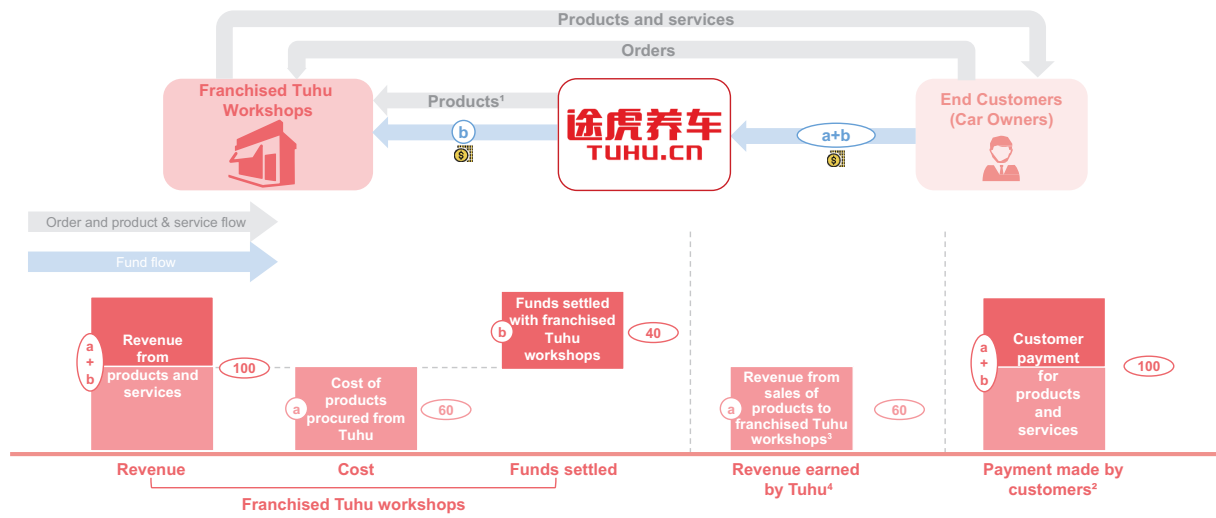 Products and services
Orders
Franchised Tuhu
Workshops
Products¹
b
途虎养车
TUHU.CN
a+b
End Customers
(Car Owners)
Order and product & service flow
Fund flow
a
+
b
Revenue
from
products and
services
100
a
Cost of
products
procured from
Tuhu
60
b
Funds settled
with franchised
Tuhu
workshops
40
a
Revenue from
sales of
products to
franchised Tuhu
workshops³
60
a
+
b
Customer
payment
for
products
and
services
100
Revenue
Cost
Funds settled
Franchised Tuhu workshops
Revenue earned
by Tuhu⁴
Payment made by
customers²